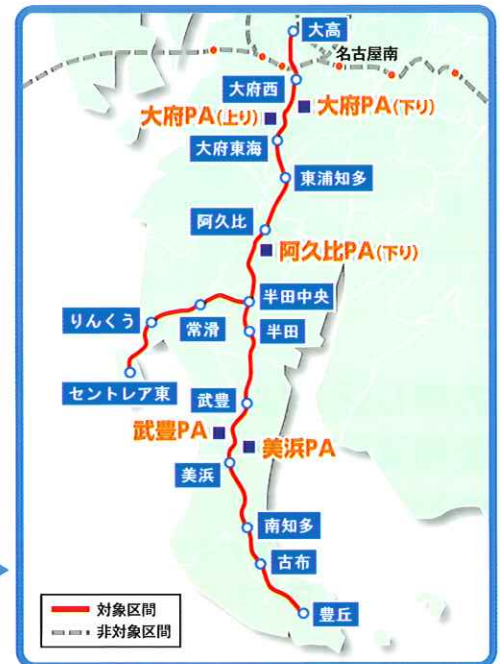 大高
名古屋南
大府西
大府PA(上り)
大府PA(下り)
大府東海
東浦知多
阿久比
阿久比PA(下り)
半田中央
りんくう
常滑
半田
セントレア東
武豊
武豊PA
美浜PA
美浜
南知多
古布
豊丘
対象区間
非対象区間